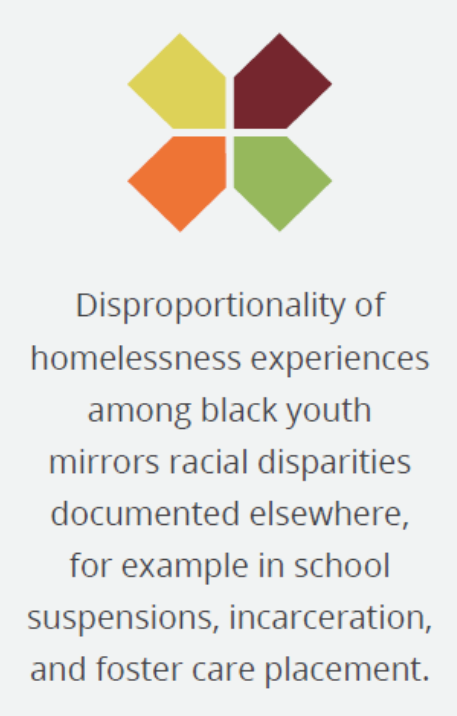 Disproportionality of
homelessness experiences
among black youth
mirrors racial disparities
documented elsewhere,
for example in school
suspensions, incarceration,
and foster care placement.